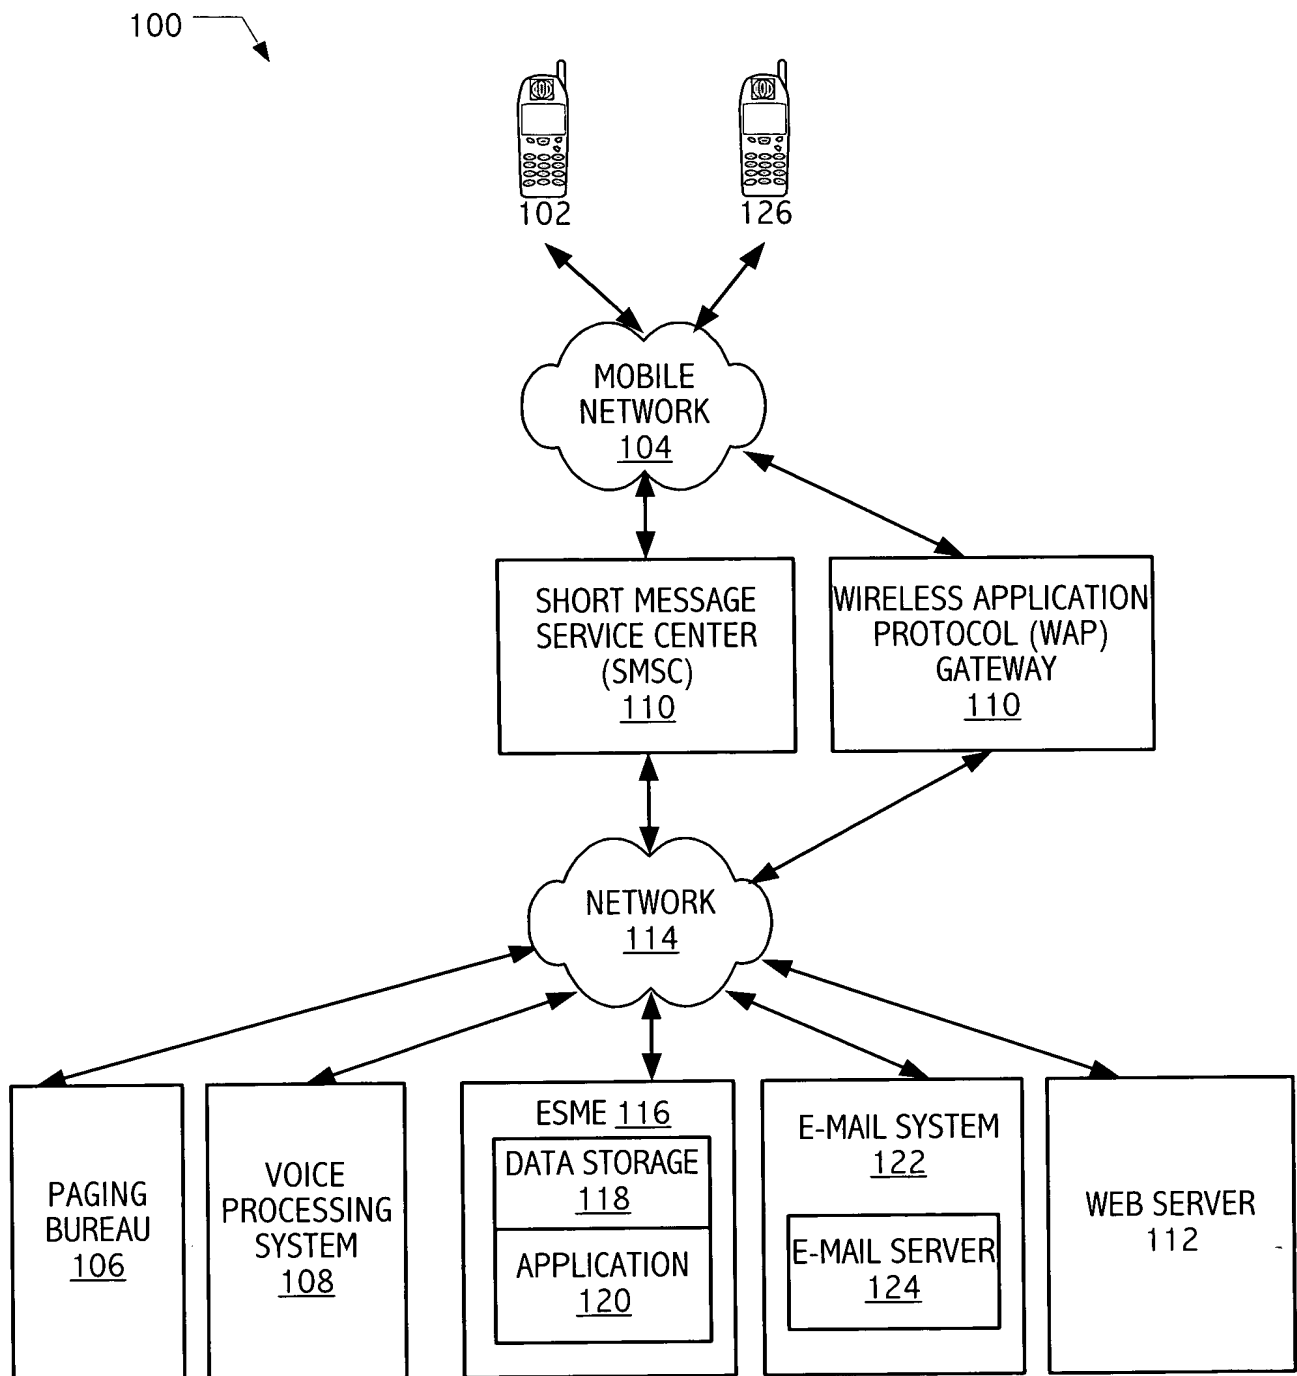 100
102
126
MOBILE
NETWORK
104
SHORT MESSAGE
SERVICE CENTER
(SMSC)
110
WIRELESS APPLICATION
PROTOCOL (WAP)
GATEWAY
110
NETWORK
114
PAGING
BUREAU
106
VOICE
PROCESSING
SYSTEM
108
ESME 116
DATA STORAGE
118
APPLICATION
120
E-MAIL SYSTEM
122
E-MAIL SERVER
124
WEB SERVER
112